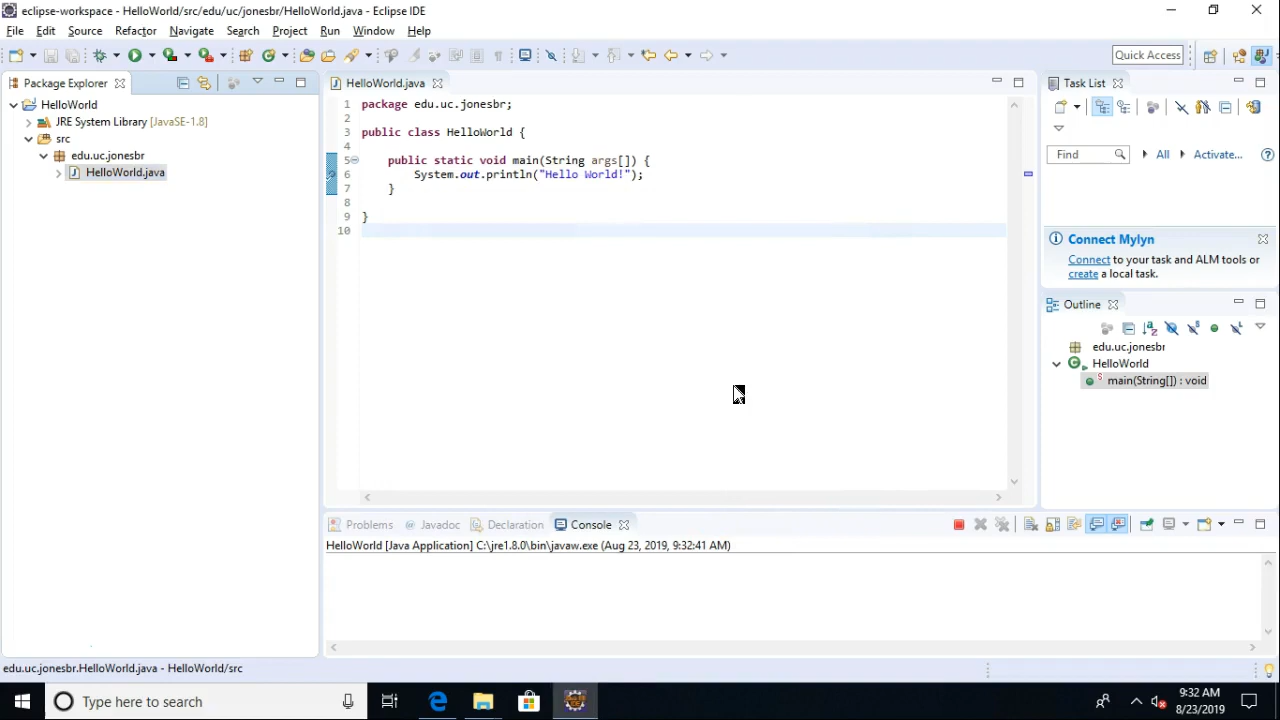 eclipse-workspace - HelloWorld/src/edu/uc/jonesbr/HelloWorld.java - Eclipse IDE
File Edit Source Refactor Navigate Search Project Run Window Help
Quick Access
Package Explorer
HelloWorld
JRE System Library [JavaSE-1.8]
src
edu.uc.jonesbr
HelloWorld.java
HelloWorld.java
1 package edu.uc.jonesbr;
2
3 public class HelloWorld {
4
5 public static void main(String args[]) {
6 System.out.println("Hello World!");
7 }
8
9 }
10
Task List
Find All Activate...
Connect Mylyn
Connect to your task and ALM tools or
create a local task.
Outline
edu.uc.jonesbr
HelloWorld
main(String[]) : void
Problems Javadoc Declaration Console
HelloWorld [Java Application] C:\jre1.8.0\bin\javaw.exe (Aug 23, 2019, 9:32:41 AM)
edu.uc.jonesbr.HelloWorld.java - HelloWorld/src
Type here to search
9:32 AM
8/23/2019